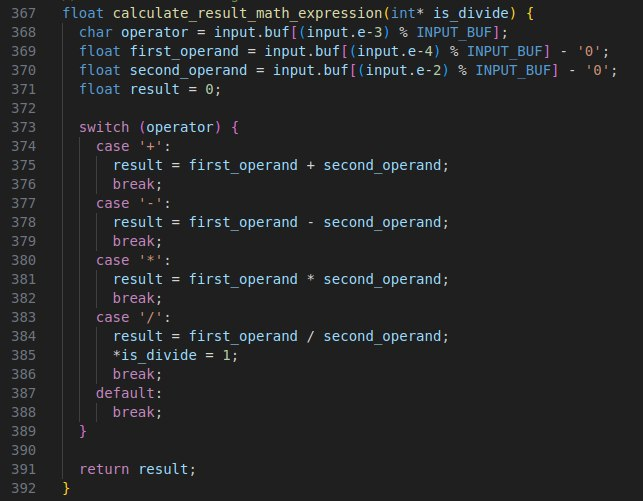 367 float calculate_result_math_expression(int* is_divide) {
368   char operator = input.buf[(input.e-3) % INPUT_BUF];
369   float first_operand = input.buf[(input.e-4) % INPUT_BUF] - '0';
370   float second_operand = input.buf[(input.e-2) % INPUT_BUF] - '0';
371   float result = 0;
372
373   switch (operator) {
374     case '+':
375       result = first_operand + second_operand;
376       break;
377     case '-':
378       result = first_operand - second_operand;
379       break;
380     case '*':
381       result = first_operand * second_operand;
382       break;
383     case '/':
384       result = first_operand / second_operand;
385       *is_divide = 1;
386       break;
387     default:
388       break;
389   }
390
391   return result;
392 }